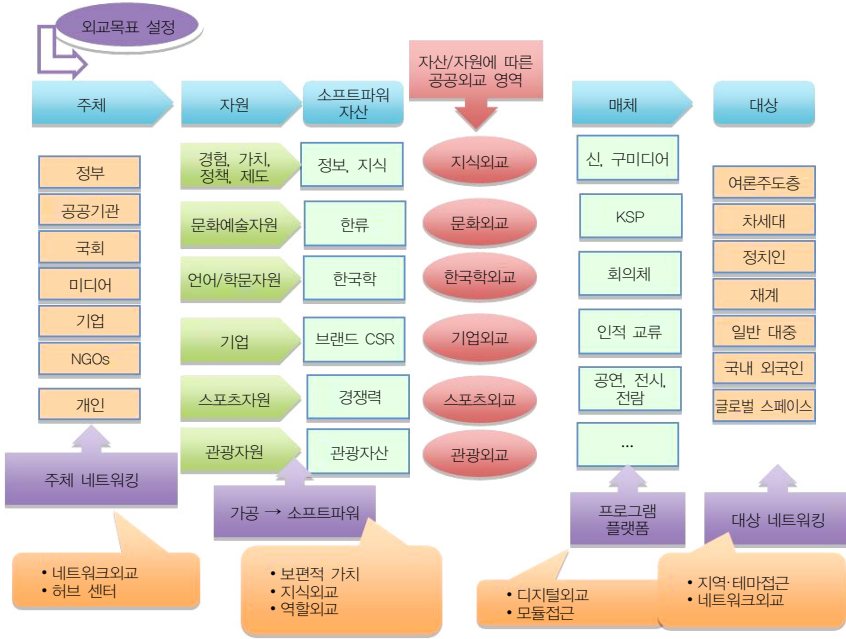 외교목표 설정
자산/자원에 따른
공공외교 영역
주체
자원
소프트파워
자산
매체
대상
정부
공공기관
국회
미디어
기업
NGOs
개인
경험, 가치,
정책, 제도
정보, 지식
지식외교
문화예술자원
한류
문화외교
언어/학문자원
한국학
한국학외교
기업
브랜드 CSR
기업외교
스포츠자원
경쟁력
스포츠외교
관광자원
관광자산
관광외교
신, 구미디어
KSP
회의체
인적 교류
공연, 전시,
전람
...
여론주도층
차세대
정치인
재계
일반 대중
국내 외국인
글로벌 스페이스
주체 네트워킹
가공 → 소프트파워
프로그램
플랫폼
대상 네트워킹
• 네트워크외교
• 허브 센터
• 보편적 가치
• 지식외교
• 역할외교
• 디지털외교
• 모듈접근
• 지역·테마접근
• 네트워크외교